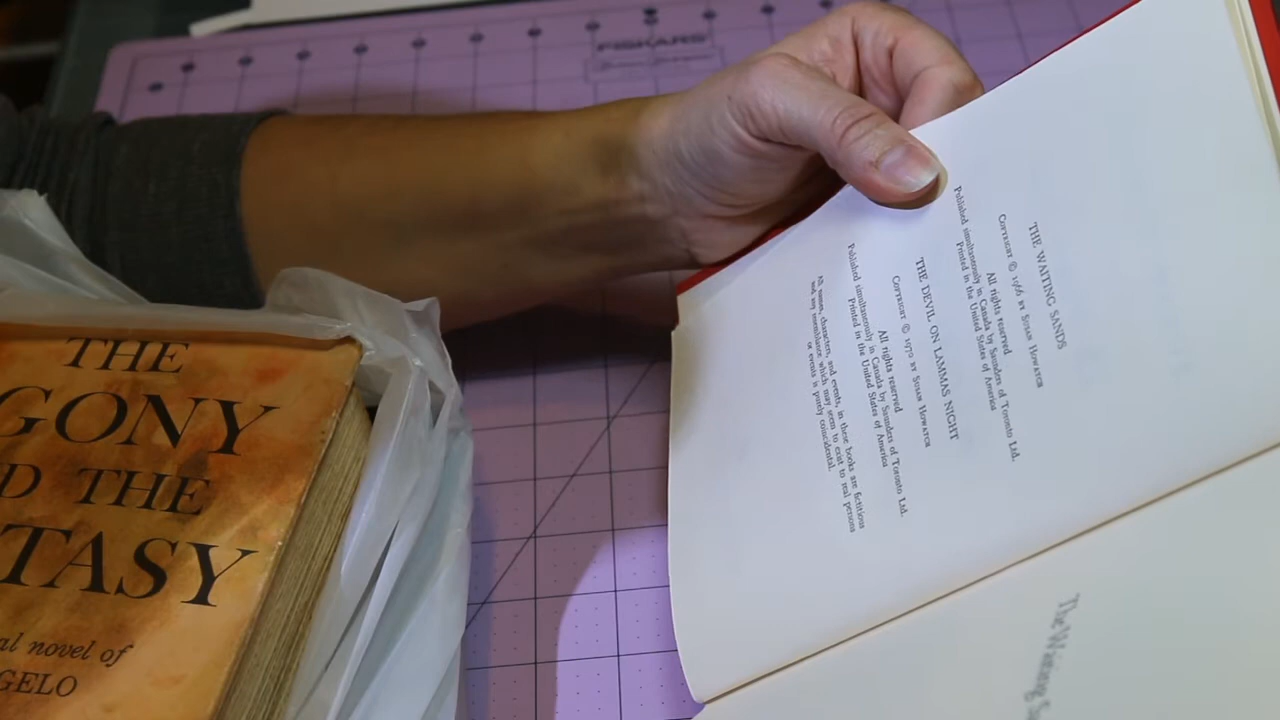 FISKARS
THE
GONY
D THE
TASY
al novel of
GELO
THE WAITING SANDS
COPYRIGHT © 1966 BY SUSAN HOWATCH
All rights reserved
Published simultaneously in Canada by Saunders of Toronto Ltd.
Printed in the United States of America
THE DEVIL ON LAMMAS NIGHT
COPYRIGHT © 1970 BY SUSAN HOWATCH
All rights reserved
Published simultaneously in Canada by Saunders of Toronto Ltd.
Printed in the United States of America
All names, characters, and events, in these books are fictitious
and any resemblance which may seem to exist to real persons
or events is purely coincidental.
The Waiting